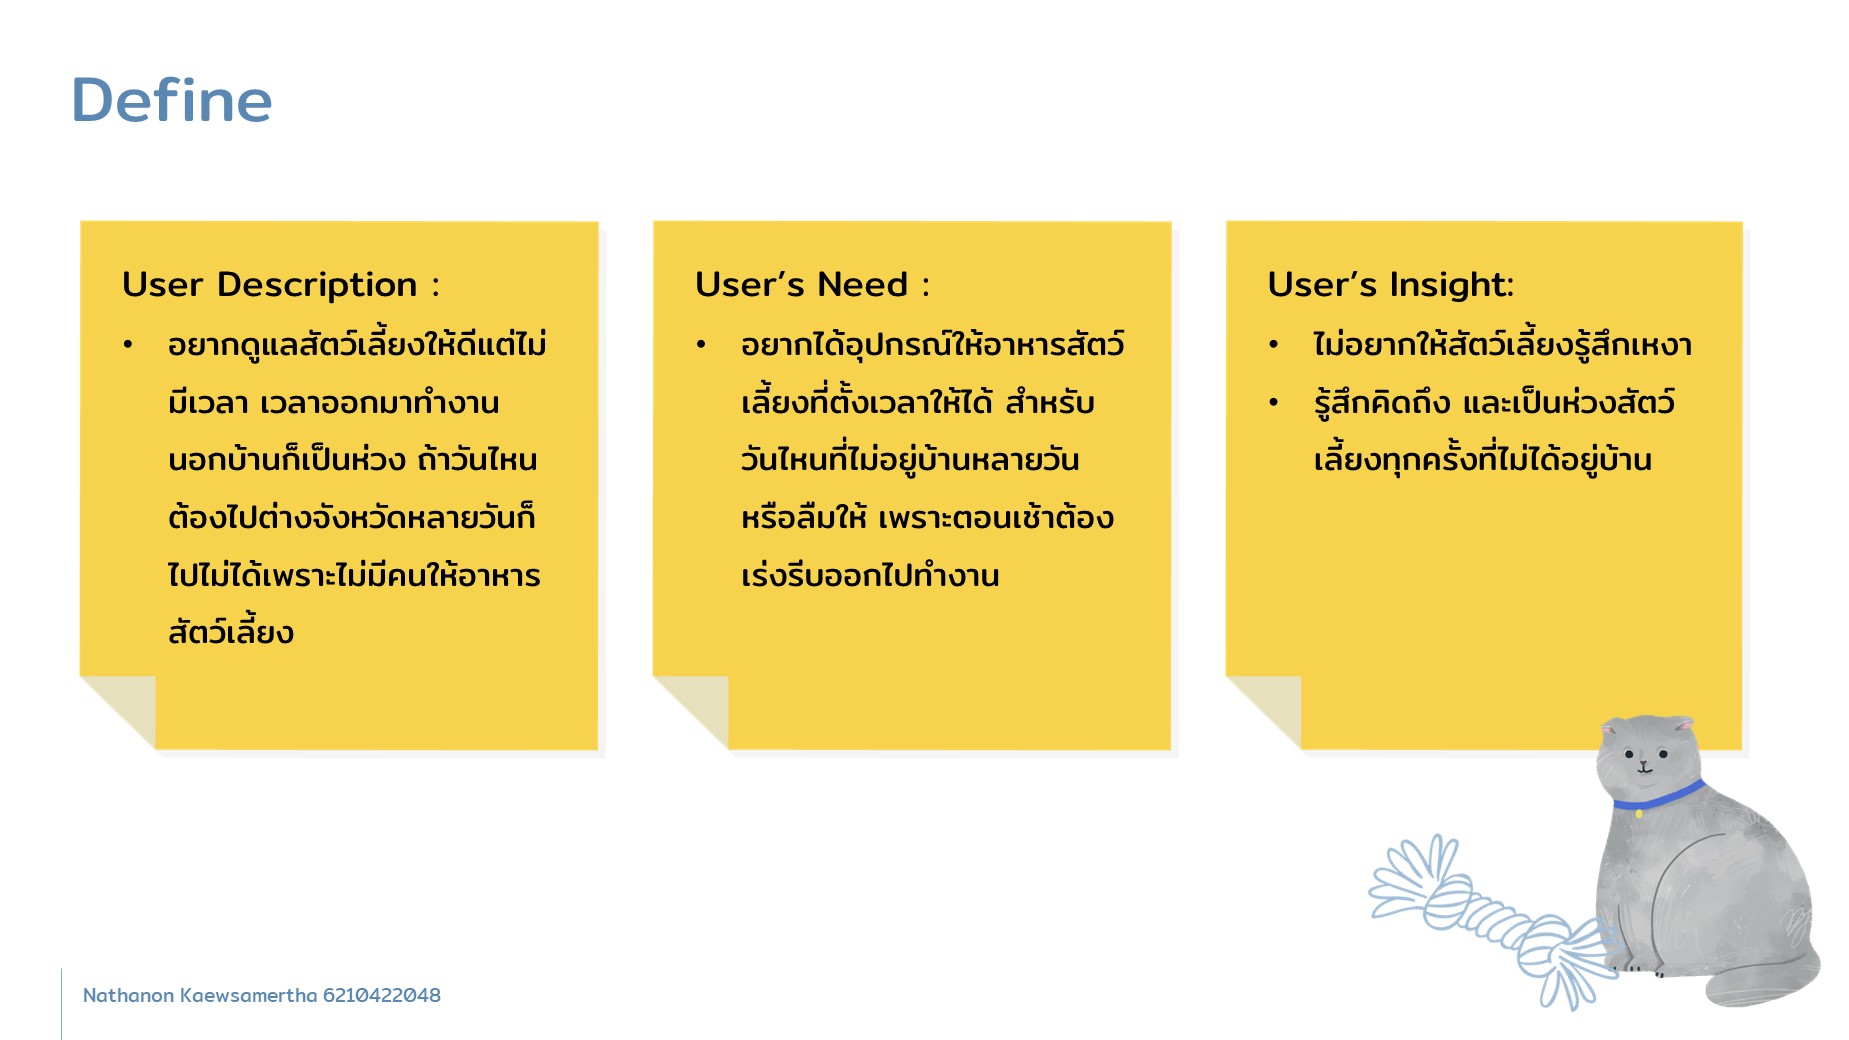 Define
User Description :
• อยากดูแลสัตว์เลี้ยงให้ดีแต่ไม่
มีเวลา เวลาออกมาทำงาน
นอกบ้านก็เป็นห่วง ถ้าวันไหน
ต้องไปต่างจังหวัดหลายวันก็
ไปไม่ได้เพราะไม่มีคนให้อาหาร
สัตว์เลี้ยง
User’s Need :
• อยากได้อุปกรณ์ให้อาหารสัตว์
เลี้ยงที่ตั้งเวลาให้ได้ สำหรับ
วันไหนที่ไม่อยู่บ้านหลายวัน
หรือลืมให้ เพราะตอนเช้าต้อง
เร่งรีบออกไปทำงาน
User’s Insight:
• ไม่อยากให้สัตว์เลี้ยงรู้สึกเหงา
• รู้สึกคิดถึง และเป็นห่วงสัตว์
เลี้ยงทุกครั้งที่ไม่ได้อยู่บ้าน
Nathanon Kaewsamertha 6210422048